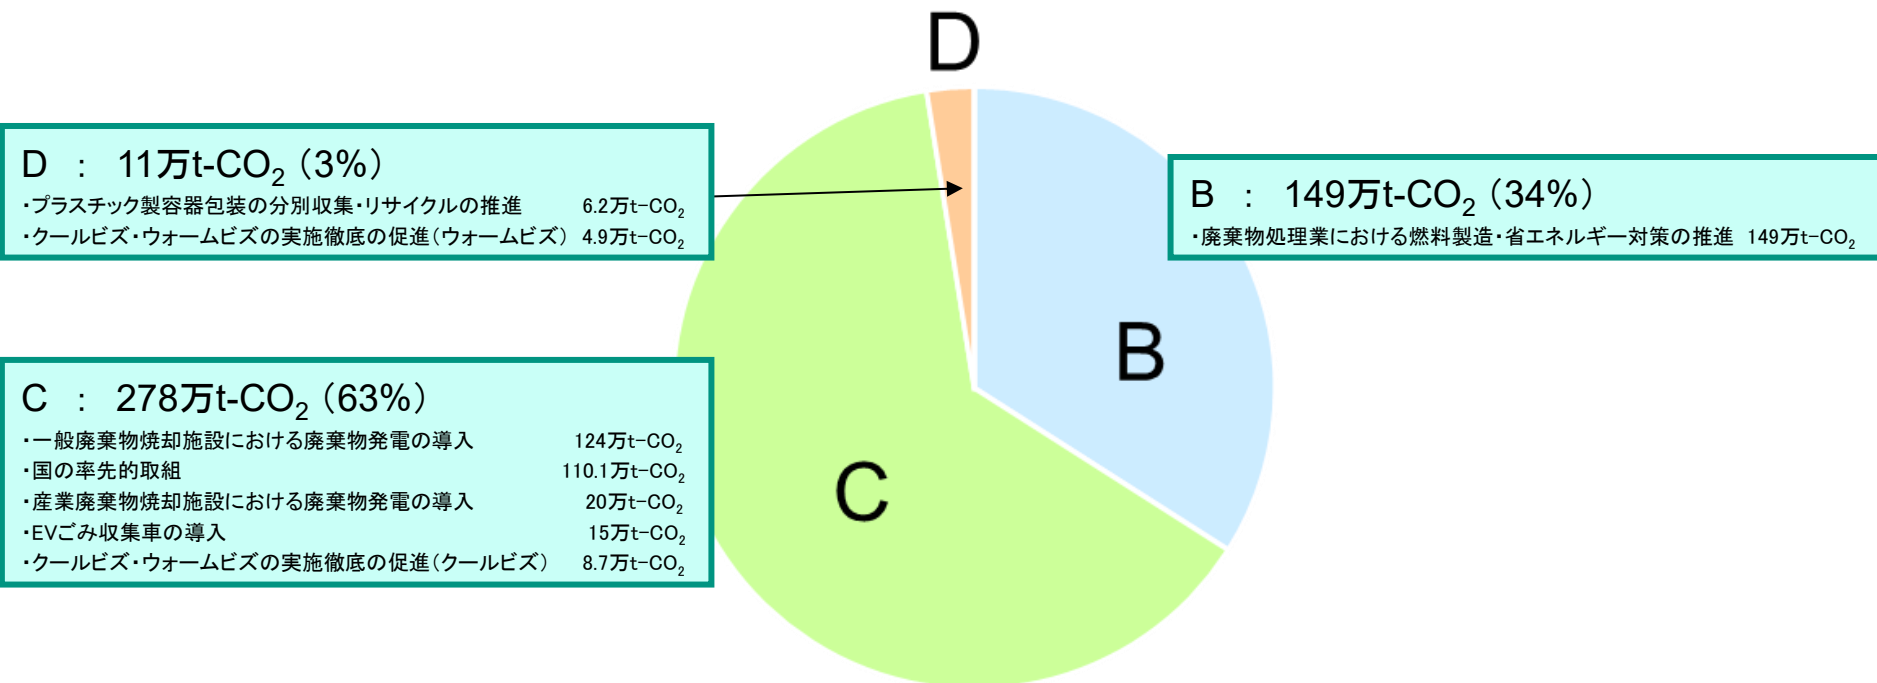 D
D : 11万t-CO2 (3%)
・プラスチック製容器包装の分別収集・リサイクルの推進 6.2万t-CO2
・クールビズ・ウォームビズの実施徹底の促進(ウォームビズ) 4.9万t-CO2
B : 149万t-CO2 (34%)
・廃棄物処理業における燃料製造・省エネルギー対策の推進 149万t-CO2
B
C : 278万t-CO2 (63%)
・一般廃棄物焼却施設における廃棄物発電の導入 124万t-CO2
・国の率先的取組 110.1万t-CO2
・産業廃棄物焼却施設における廃棄物発電の導入 20万t-CO2
・EVごみ収集車の導入 15万t-CO2
・クールビズ・ウォームビズの実施徹底の促進(クールビズ) 8.7万t-CO2
C